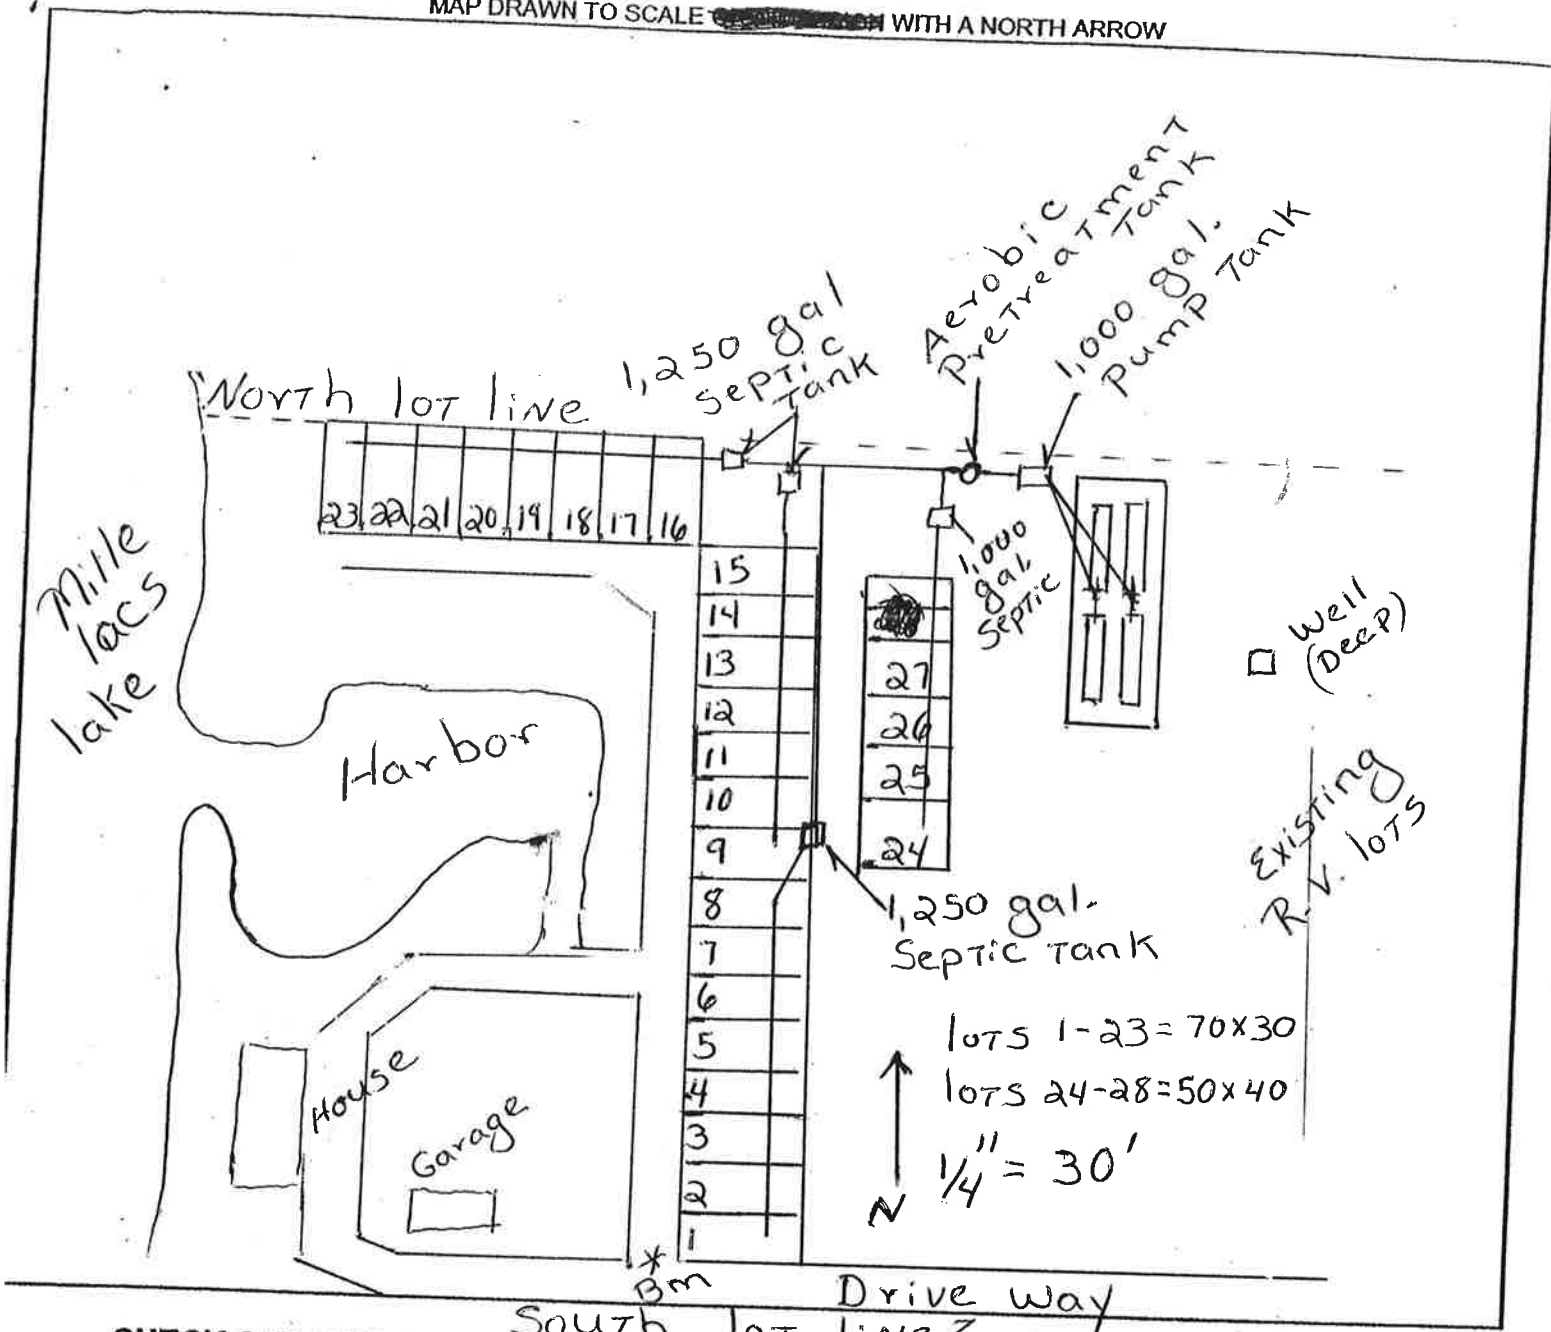 MAP DRAWN TO SCALE WITH A NORTH ARROW
Aerobic
Pretreatment
Tank
1,000 gal.
Pump Tank
1,250 gal
Septic
Tank
North lot line
23 22 21 20 19 18 17 16
1,000
gal.
Septic
Mille
lacs
lake
Harbor
15
14
13
12
11
10
9
8
7
6
5
4
3
2
1
27
26
25
24
Well
(Deep)
Existing
R.V. lots
1,250 gal.
Septic Tank
lots 1-23 = 70x30
lots 24-28 = 50x40
1/4" = 30'
N
House
Garage
Bm
Drive Way
South lot line